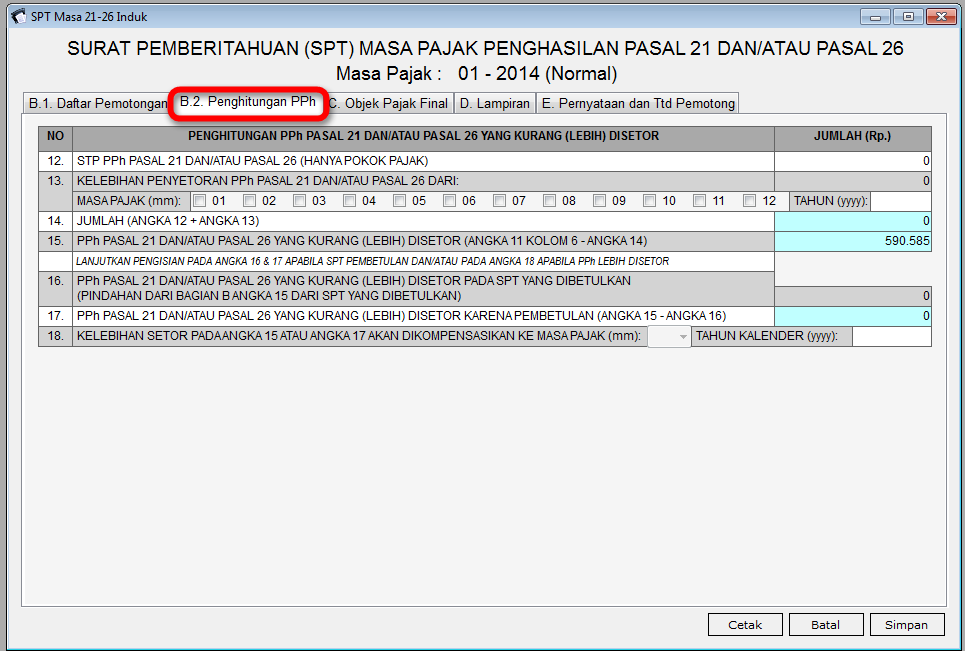 SPT Masa 21-26 Induk
SURAT PEMBERITAHUAN (SPT) MASA PAJAK PENGHASILAN PASAL 21 DAN/ATAU PASAL 26
Masa Pajak : 01 - 2014 (Normal)
B.1. Daftar Pemotongan B.2. Penghitungan PPh C. Objek Pajak Final D. Lampiran E. Pernyataan dan Ttd Pemotong
NO PENGHITUNGAN PPh PASAL 21 DAN/ATAU PASAL 26 YANG KURANG (LEBIH) DISETOR JUMLAH (Rp.)
12. STP PPh PASAL 21 DAN/ATAU PASAL 26 (HANYA POKOK PAJAK) 0
13. KELEBIHAN PENYETORAN PPh PASAL 21 DAN/ATAU PASAL 26 DARI: 0
MASA PAJAK (mm): 01 02 03 04 05 06 07 08 09 10 11 12 TAHUN (yyyy):
14. JUMLAH (ANGKA 12 + ANGKA 13) 0
15. PPh PASAL 21 DAN/ATAU PASAL 26 YANG KURANG (LEBIH) DISETOR (ANGKA 11 KOLOM 6 - ANGKA 14) 590.585
LANJUTKAN PENGISIAN PADA ANGKA 16 & 17 APABILA SPT PEMBETULAN DAN/ATAU PADA ANGKA 18 APABILA PPh LEBIH DISETOR
16. PPh PASAL 21 DAN/ATAU PASAL 26 YANG KURANG (LEBIH) DISETOR PADA SPT YANG DIBETULKAN
(PINDAHAN DARI BAGIAN B ANGKA 15 DARI SPT YANG DIBETULKAN) 0
17. PPh PASAL 21 DAN/ATAU PASAL 26 YANG KURANG (LEBIH) DISETOR KARENA PEMBETULAN (ANGKA 15 - ANGKA 16) 0
18. KELEBIHAN SETOR PADA ANGKA 15 ATAU ANGKA 17 AKAN DIKOMPENSASIKAN KE MASA PAJAK (mm): TAHUN KALENDER (yyyy):
Cetak Batal Simpan